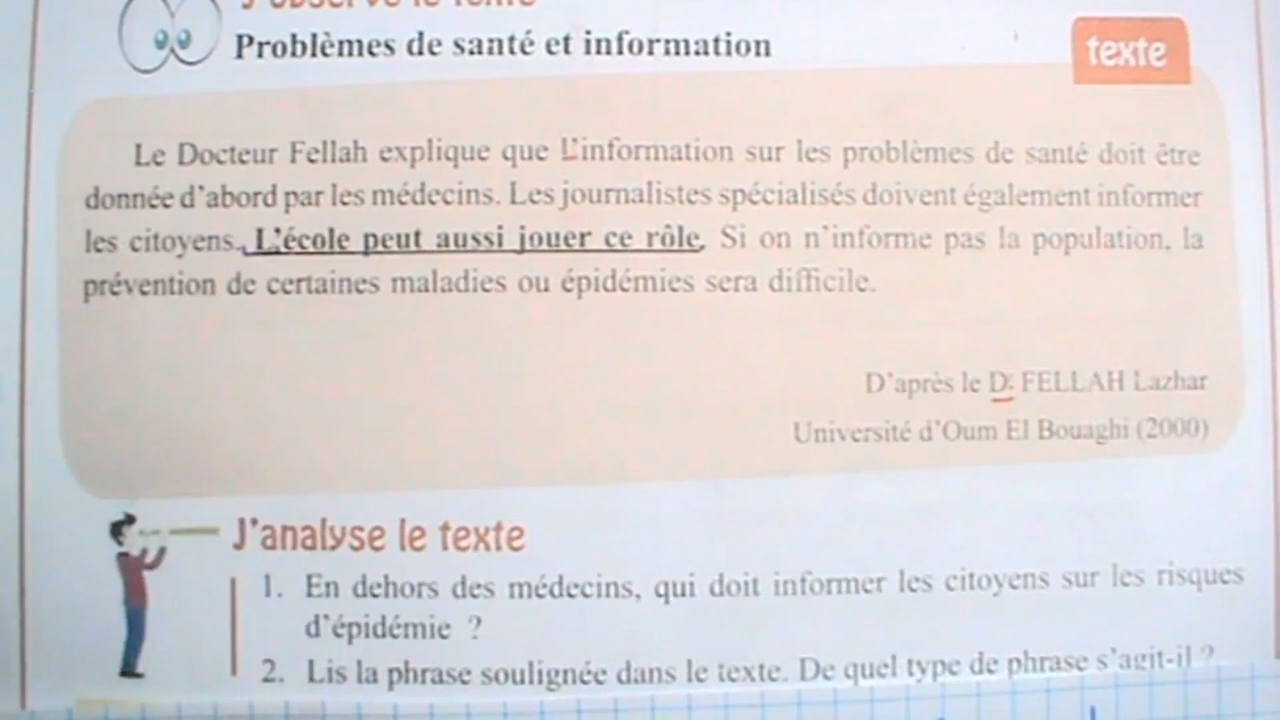 J'observe le texte
Problèmes de santé et information
texte
Le Docteur Fellah explique que L'information sur les problèmes de santé doit être
donnée d'abord par les médecins. Les journalistes spécialisés doivent également informer
les citoyens. L'école peut aussi jouer ce rôle. Si on n'informe pas la population, la
prévention de certaines maladies ou épidémies sera difficile.
D'après le Dr FELLAH Lazhar
Université d'Oum El Bouaghi (2000)
J'analyse le texte
1. En dehors des médecins, qui doit informer les citoyens sur les risques
d'épidémie ?
2. Lis la phrase soulignée dans le texte. De quel type de phrase s'agit-il ?